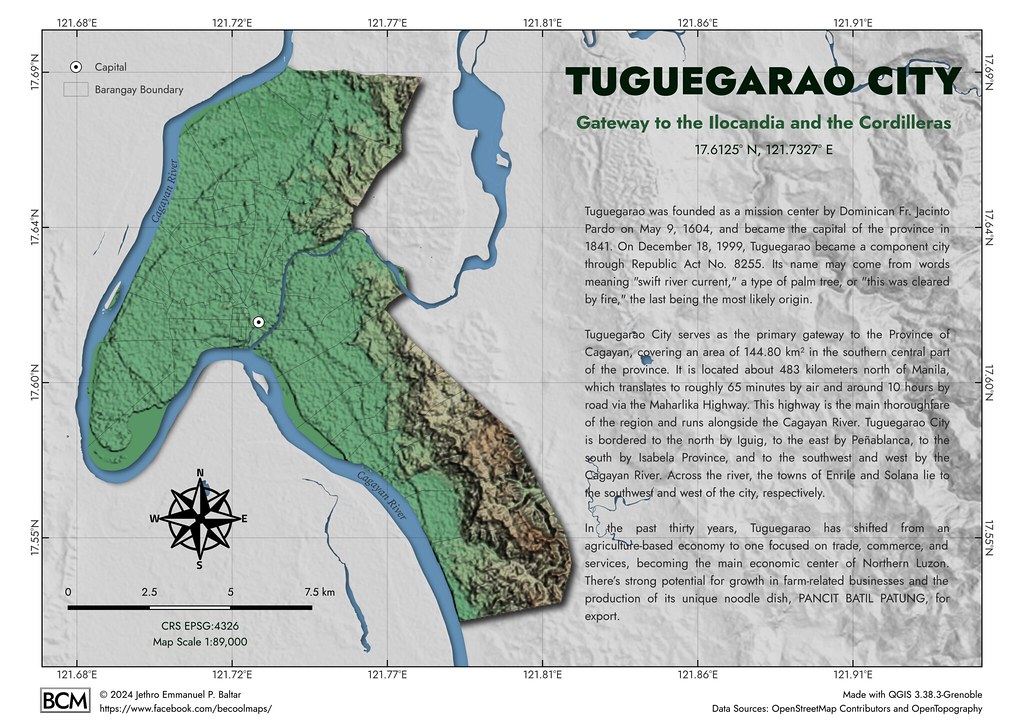 121.68°E 121.72°E 121.77°E 121.81°E 121.86°E 121.91°E
17.69°N
17.64°N
17.60°N
17.55°N
Capital
Barangay Boundary
Cagayan River
Cagayan River
N
W
E
S
0 2.5 5 7.5 km
CRS EPSG:4326
Map Scale 1:89,000
TUGUEGARAO CITY
Gateway to the Ilocandia and the Cordilleras
17.6125° N, 121.7327° E
Tuguegarao was founded as a mission center by Dominican Fr. Jacinto
Pardo on May 9, 1604, and became the capital of the province in
1841. On December 18, 1999, Tuguegarao became a component city
through Republic Act No. 8255. Its name may come from words
meaning "swift river current," a type of palm tree, or "this was cleared
by fire," the last being the most likely origin.
Tuguegarao City serves as the primary gateway to the Province of
Cagayan, covering an area of 144.80 km² in the southern central part
of the province. It is located about 483 kilometers north of Manila,
which translates to roughly 65 minutes by air and around 10 hours by
road via the Maharlika Highway. This highway is the main thoroughfare
of the region and runs alongside the Cagayan River. Tuguegarao City
is bordered to the north by Iguig, to the east by Peñablanca, to the
south by Isabela Province, and to the southwest and west by the
Cagayan River. Across the river, the towns of Enrile and Solana lie to
the southwest and west of the city, respectively.
In the past thirty years, Tuguegarao has shifted from an
agriculture-based economy to one focused on trade, commerce, and
services, becoming the main economic center of Northern Luzon.
There's strong potential for growth in farm-related businesses and the
production of its unique noodle dish, PANCIT BATIL PATUNG, for
export.
17.69°N
17.64°N
17.60°N
17.55°N
121.68°E 121.72°E 121.77°E 121.81°E 121.86°E 121.91°E
BCM
© 2024 Jethro Emmanuel P. Baltar
https://www.facebook.com/becoolmaps/
Made with QGIS 3.38.3-Grenoble
Data Sources: OpenStreetMap Contributors and OpenTopography